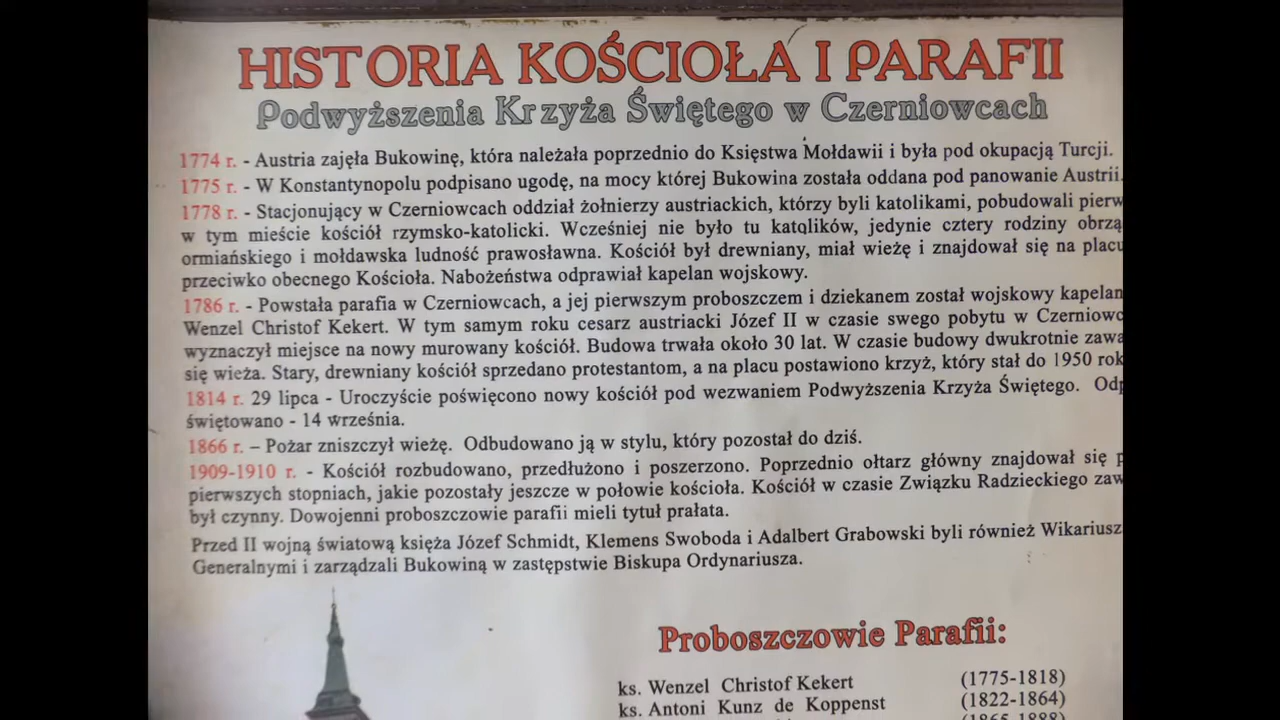 HISTORIA KOŚCIOŁA I PARAFII
Podwyższenia Krzyża Świętego w Czerniowcach
1774 r. - Austria zajęła Bukowinę, która należała poprzednio do Księstwa Mołdawii i była pod okupacją Turcji.
1775 r. - W Konstantynopolu podpisano ugodę, na mocy której Bukowina została oddana pod panowanie Austrii.
1778 r. - Stacjonujący w Czerniowcach oddział żołnierzy austriackich, którzy byli katolikami, pobudowali pierw
w tym mieście kościół rzymsko-katolicki. Wcześniej nie było tu katolików, jedynie cztery rodziny obrzą
ormiańskiego i mołdawska ludność prawosławna. Kościół był drewniany, miał wieżę i znajdował się na placu
przeciwko obecnego Kościoła. Nabożeństwa odprawiał kapelan wojskowy.
1786 r. - Powstała parafia w Czerniowcach, a jej pierwszym proboszczem i dziekanem został wojskowy kapelan
Wenzel Christof Kekert. W tym samym roku cesarz austriacki Józef II w czasie swego pobytu w Czerniowc
wyznaczył miejsce na nowy murowany kościół. Budowa trwała około 30 lat. W czasie budowy dwukrotnie zawa
się wieża. Stary, drewniany kościół sprzedano protestantom, a na placu postawiono krzyż, który stał do 1950 rok
1814 r. 29 lipca - Uroczyście poświęcono nowy kościół pod wezwaniem Podwyższenia Krzyża Świętego. Odp
świętowano - 14 września.
1866 r. – Pożar zniszczył wieżę. Odbudowano ją w stylu, który pozostał do dziś.
1909-1910 r. - Kościół rozbudowano, przedłużono i poszerzono. Poprzednio ołtarz główny znajdował się p
pierwszych stopniach, jakie pozostały jeszcze w połowie kościoła. Kościół w czasie Związku Radzieckiego zaw
był czynny. Dowojenni proboszczowie parafii mieli tytuł prałata.
Przed II wojną światową księża Józef Schmidt, Klemens Swoboda i Adalbert Grabowski byli również Wikariusz
Generalnymi i zarządzali Bukowiną w zastępstwie Biskupa Ordynariusza.
Proboszczowie Parafii:
ks. Wenzel Christof Kekert (1775-1818)
ks. Antoni Kunz de Koppenst (1822-1864)